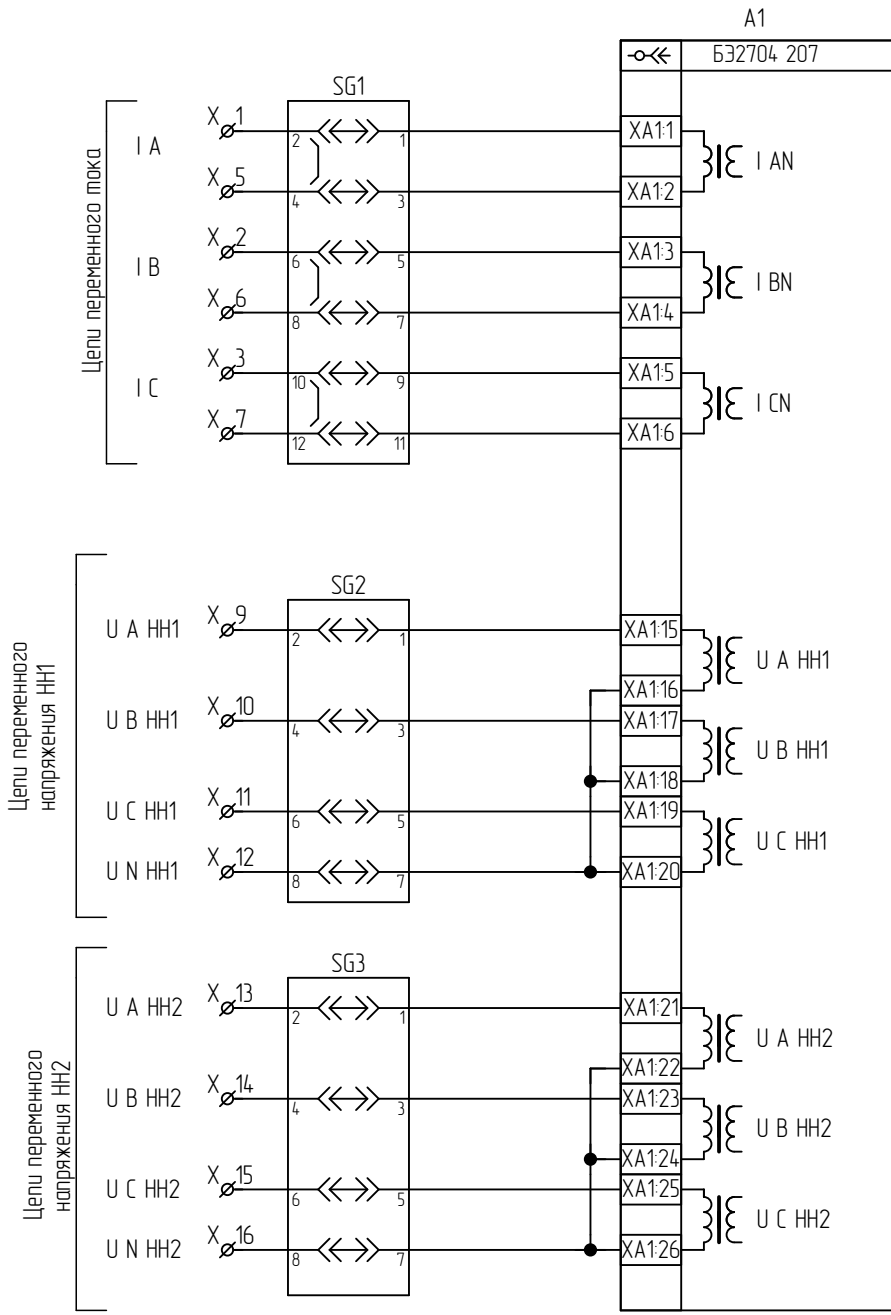 A1
БЭ2704 207
SG1
Цепи переменного тока
I A
X 1
2
1
XA1:1
I AN
X 5
4
3
XA1:2
I B
X 2
6
5
XA1:3
I BN
X 6
8
7
XA1:4
I C
X 3
10
9
XA1:5
I CN
X 7
12
11
XA1:6
SG2
Цепи переменного
напряжения НН1
U A НН1
X 9
2
1
XA1:15
U A НН1
XA1:16
U B НН1
X 10
4
3
XA1:17
U B НН1
XA1:18
U C НН1
X 11
6
5
XA1:19
U C НН1
U N НН1
X 12
8
7
XA1:20
SG3
Цепи переменного
напряжения НН2
U A НН2
X 13
2
1
XA1:21
U A НН2
XA1:22
U B НН2
X 14
4
3
XA1:23
U B НН2
XA1:24
U C НН2
X 15
6
5
XA1:25
U C НН2
U N НН2
X 16
8
7
XA1:26